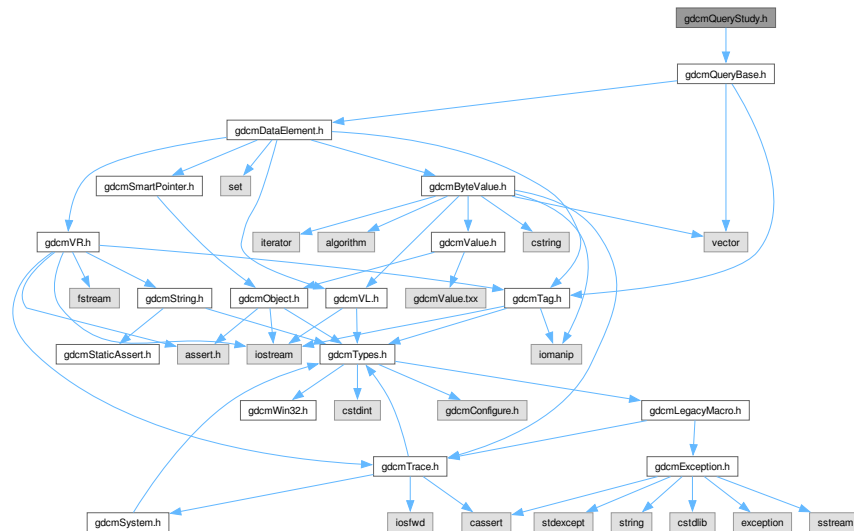 gdcmQueryStudy.h
gdcmQueryBase.h
gdcmDataElement.h
gdcmSmartPointer.h
set
gdcmByteValue.h
gdcmVR.h
iterator
algorithm
gdcmValue.h
cstring
vector
fstream
gdcmString.h
gdcmObject.h
gdcmVL.h
gdcmValue.txx
gdcmTag.h
gdcmStaticAssert.h
assert.h
iostream
gdcmTypes.h
iomanip
gdcmWin32.h
cstdint
gdcmConfigure.h
gdcmLegacyMacro.h
gdcmTrace.h
gdcmException.h
gdcmSystem.h
iosfwd
cassert
stdexcept
string
cstdlib
exception
sstream